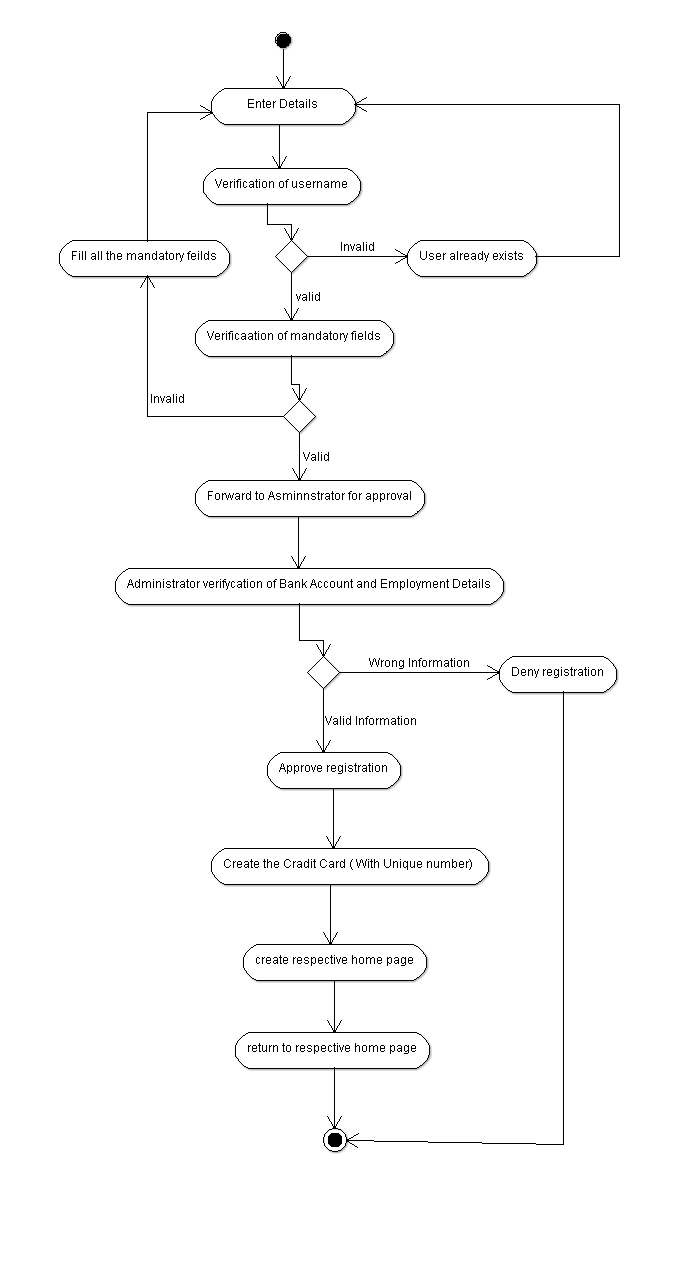 Enter Details
Verification of username
Fill all the mandatory feilds
Invalid
User already exists
valid
Verificaation of mandatory fields
Invalid
Valid
Forward to Asminnstrator for approval
Administrator verifycation of Bank Account and Employment Details
Wrong Information
Deny registration
Valid Information
Approve registration
Create the Cradit Card ( With Unique number)
create respective home page
return to respective home page